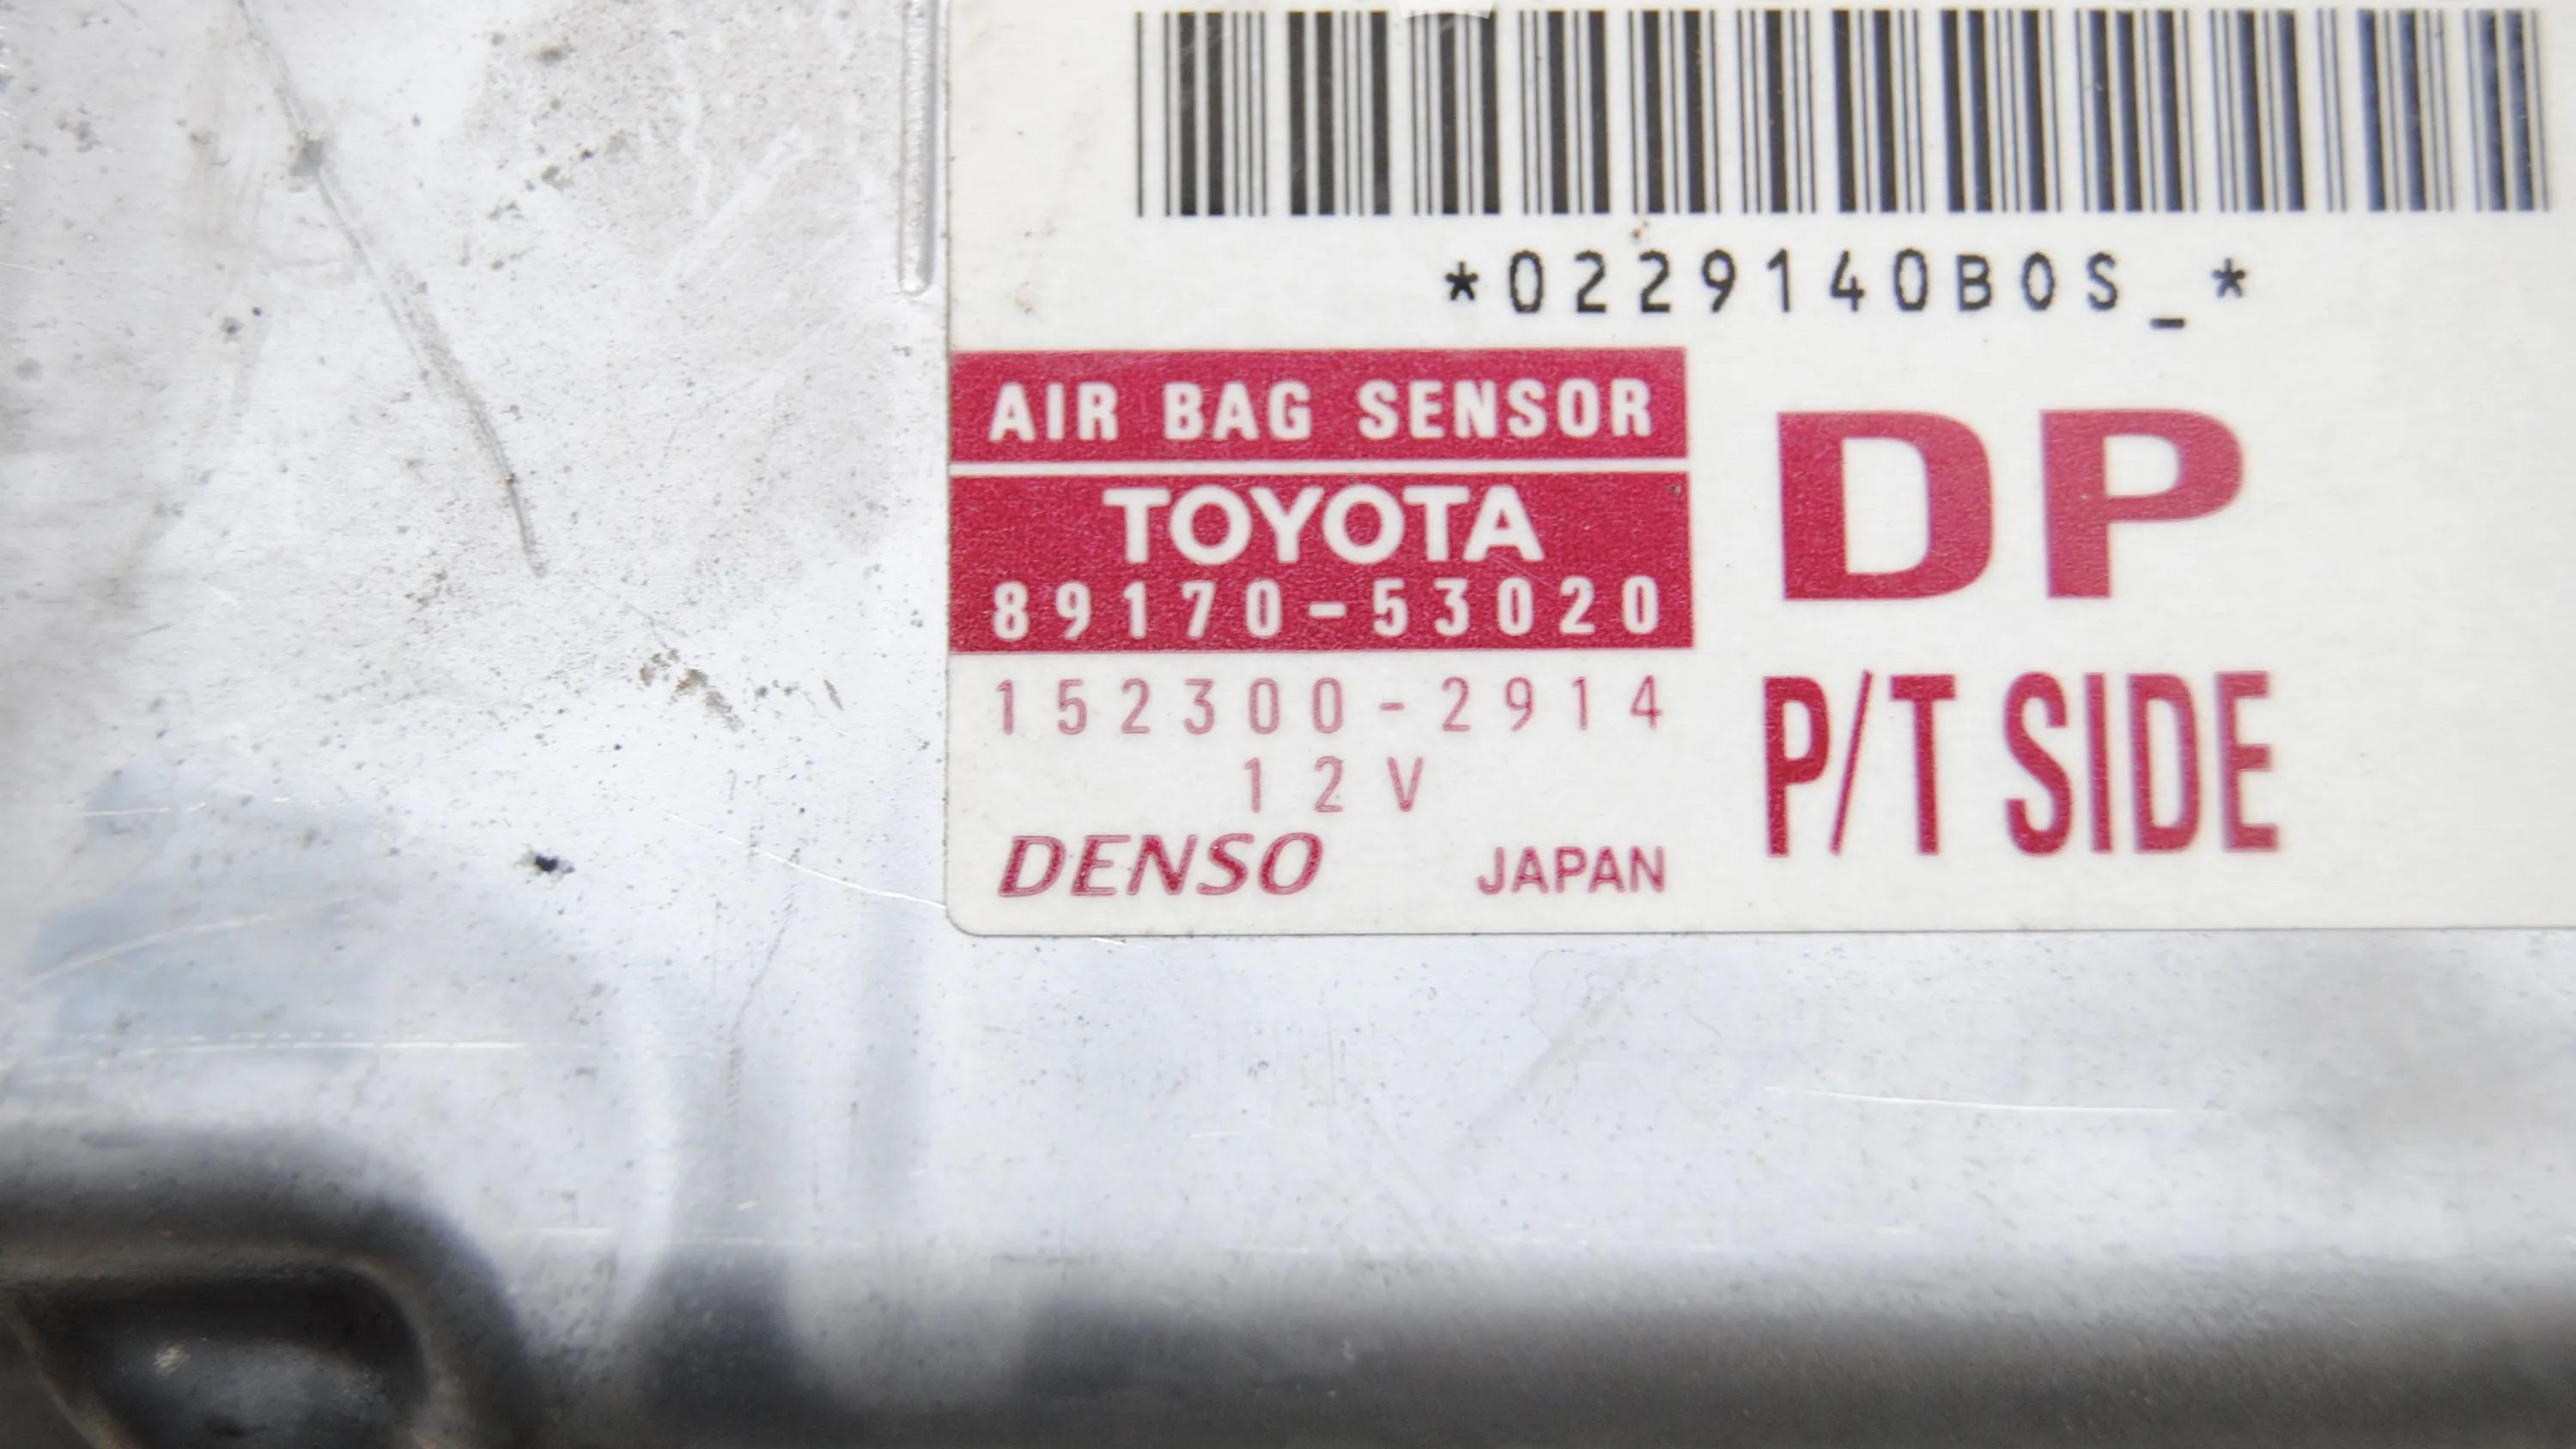 *0229140B0S_*
AIR BAG SENSOR
TOYOTA
89170-53020
DP
152300-2914
12V
P/T SIDE
DENSO JAPAN